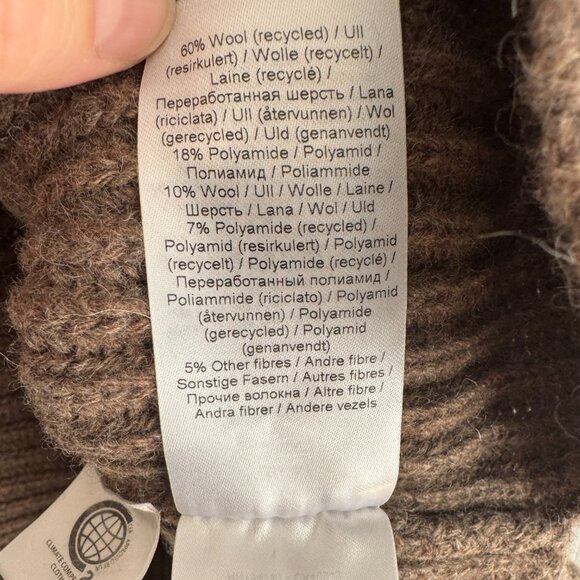 60% Wool (recycled) / Ull
(resirkulert) / Wolle (recycelt) /
Laine (recyclé) /
Переработанная шерсть / Lana
(riciclata) / Ull (återvunnen) / Wol
(gerecycled) / Uld (genanvendt)
18% Polyamide / Polyamid /
Полиамид / Poliammide
10% Wool / Ull / Wolle / Laine /
Шерсть / Lana / Wol / Uld
7% Polyamide (recycled) /
Polyamid (resirkulert) / Polyamid
(recycelt) / Polyamide (recyclé) /
Переработанный полиамид /
Poliammide (riciclato) / Polyamid
(återvunnen) / Polyamide
(gerecycled) / Polyamid
(genanvendt)
5% Other fibres / Andre fibre /
Sonstige Fasern / Autres fibres /
Прочие волокна / Altre fibre /
Andra fibrer / Andere vezels